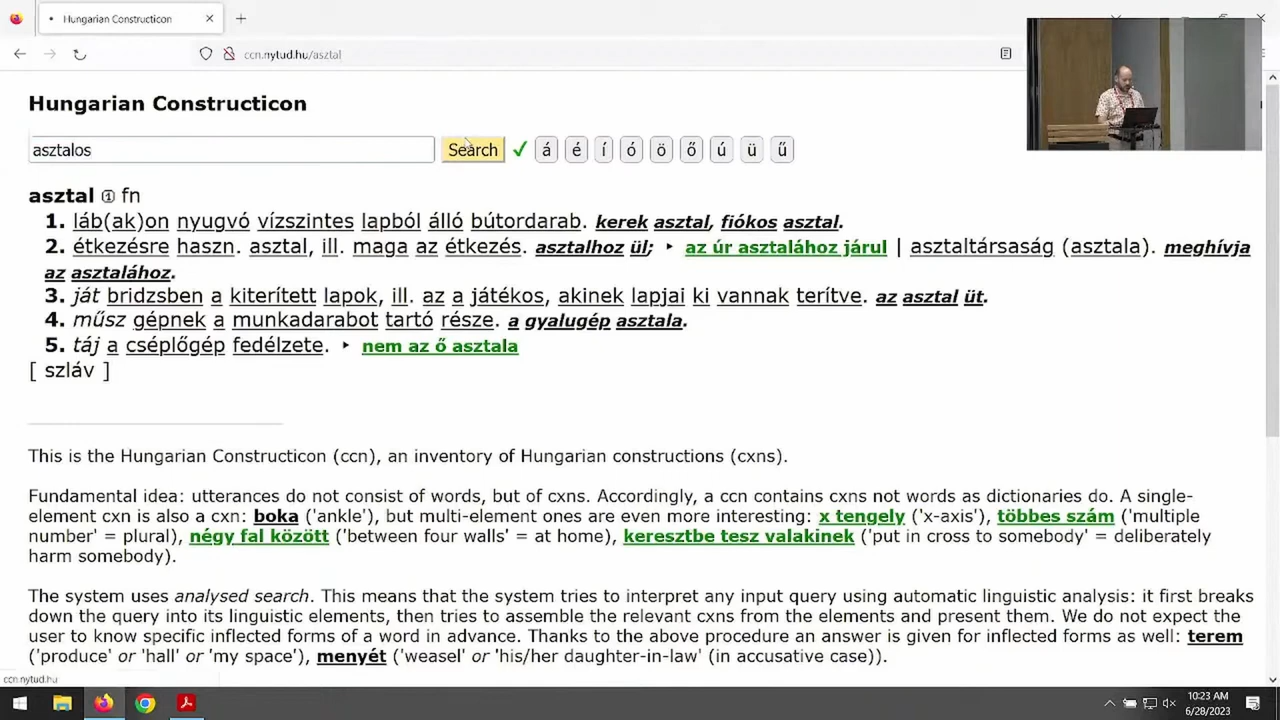 Hungarian Constructicon
ccn.nytud.hu/asztal
Hungarian Constructicon
asztalos Search ✓ á é í ó ö ő ú ü ű
asztal ① fn
1. láb(ak)on nyugvó vízszintes lapból álló bútordarab. kerek asztal, fiókos asztal.
2. étkezésre haszn. asztal, ill. maga az étkezés. asztalhoz ül; ‣ az úr asztalához járul | asztaltársaság (asztala). meghívja
az asztalához.
3. ját bridzsben a kiterített lapok, ill. az a játékos, akinek lapjai ki vannak terítve. az asztal üt.
4. műsz gépnek a munkadarabot tartó része. a gyalugép asztala.
5. táj a cséplőgép fedélzete. ‣ nem az ő asztala
[ szláv ]
This is the Hungarian Constructicon (ccn), an inventory of Hungarian constructions (cxns).
Fundamental idea: utterances do not consist of words, but of cxns. Accordingly, a ccn contains cxns not words as dictionaries do. A single-
element cxn is also a cxn: boka ('ankle'), but multi-element ones are even more interesting: x tengely ('x-axis'), többes szám ('multiple
number' = plural), négy fal között ('between four walls' = at home), keresztbe tesz valakinek ('put in cross to somebody' = deliberately
harm somebody).
The system uses analysed search. This means that the system tries to interpret any input query using automatic linguistic analysis: it first breaks
down the query into its linguistic elements, then tries to assemble the relevant cxns from the elements and present them. We do not expect the
user to know specific inflected forms of a word in advance. Thanks to the above procedure an answer is given for inflected forms as well: terem
('produce' or 'hall' or 'my space'), menyét ('weasel' or 'his/her daughter-in-law' (in accusative case)).
ccn.nytud.hu
10:23 AM
6/28/2023